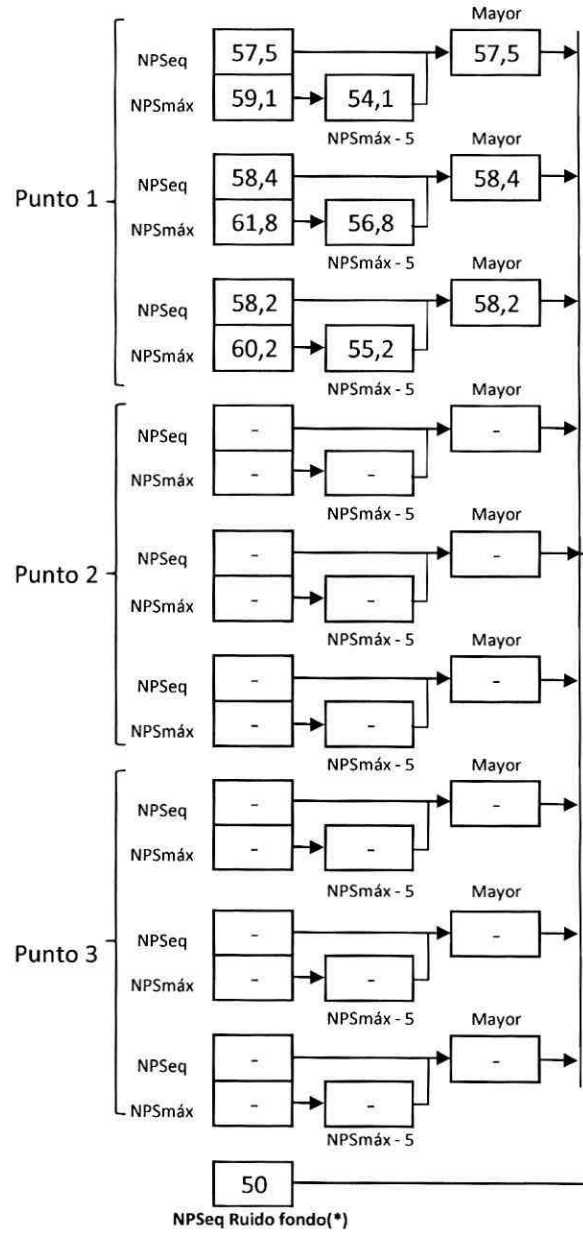 Mayor
NPSeq 57,5 57,5
NPSmáx 59,1 54,1
NPSmáx - 5
Mayor
Punto 1
NPSeq 58,4 58,4
NPSmáx 61,8 56,8
NPSmáx - 5
Mayor
NPSeq 58,2 58,2
NPSmáx 60,2 55,2
NPSmáx - 5
Mayor
NPSeq - -
NPSmáx - -
NPSmáx - 5
Mayor
NPSeq - -
Punto 2
NPSmáx - -
NPSmáx - 5
Mayor
NPSeq - -
NPSmáx - -
NPSmáx - 5
Mayor
NPSeq - -
NPSmáx - -
NPSmáx - 5
Mayor
NPSeq - -
Punto 3
NPSmáx - -
NPSmáx - 5
Mayor
NPSeq - -
NPSmáx - -
NPSmáx - 5
50
NPSeq Ruido fondo(*)